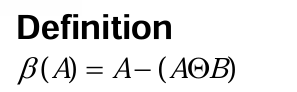 Definition
β(A) = A− (AΘB)